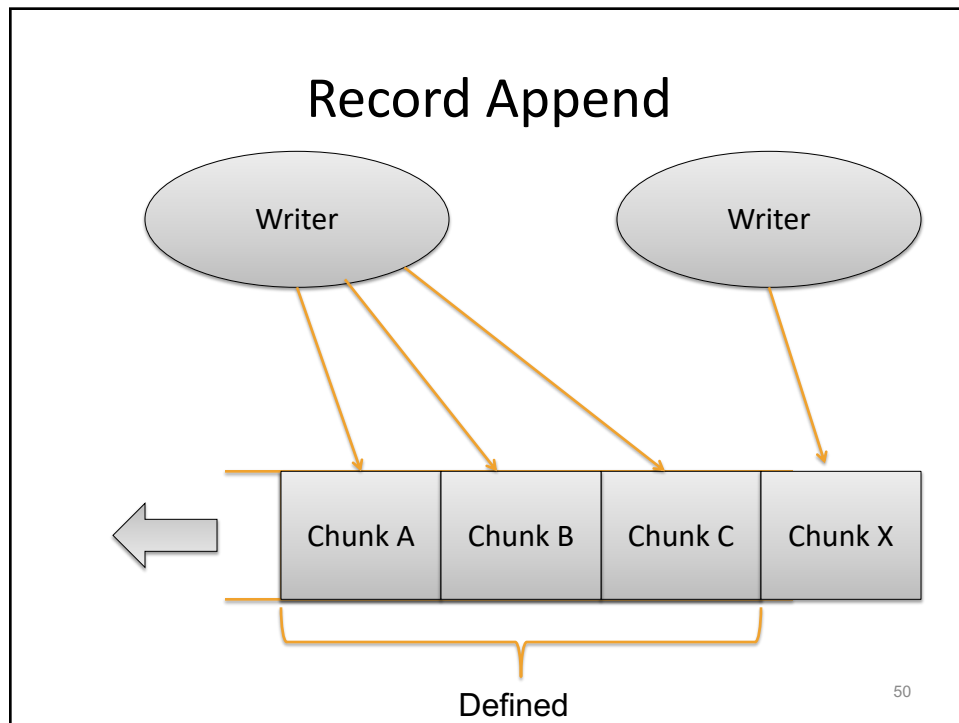 Record Append
Writer
Writer
Chunk A
Chunk B
Chunk C
Chunk X
Defined
50